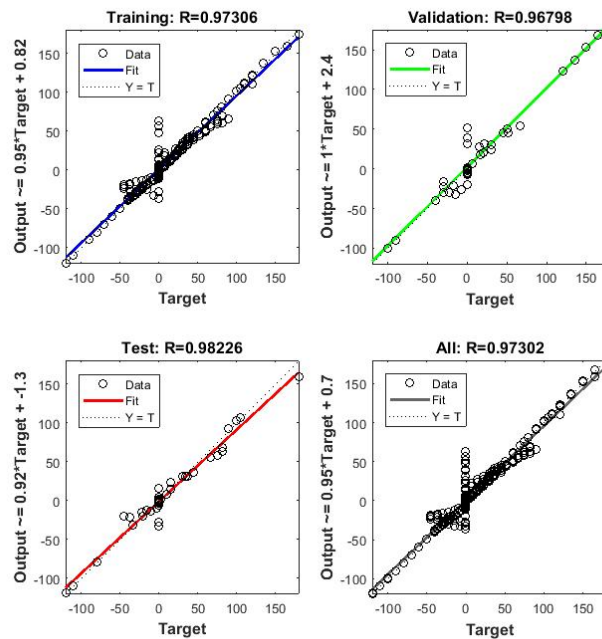 Training: R=0.97306
Output ~= 0.95*Target + 0.82
150
100
50
0
-50
-100
Data
Fit
Y = T
-100 -50 0 50 100 150
Target
Validation: R=0.96798
Output ~= 1*Target + 2.4
150
100
50
0
-50
-100
Data
Fit
Y = T
-100 -50 0 50 100 150
Target
Test: R=0.98226
Output ~= 0.92*Target + -1.3
150
100
50
0
-50
-100
Data
Fit
Y = T
-100 -50 0 50 100 150
Target
All: R=0.97302
Output ~= 0.95*Target + 0.7
150
100
50
0
-50
-100
Data
Fit
Y = T
-100 -50 0 50 100 150
Target